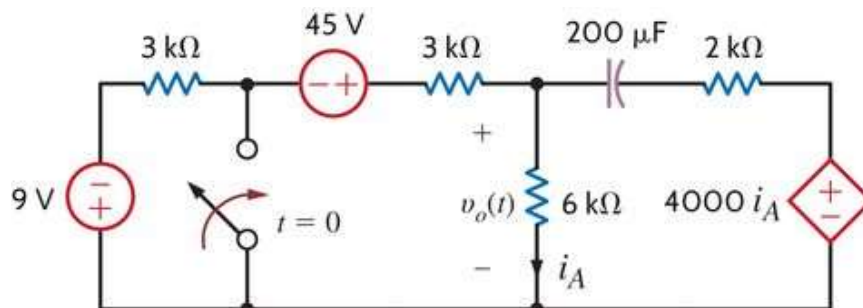 45 V
3 kΩ
3 kΩ
200 μF
2 kΩ
− +
+
9 V
−
+
t = 0
v_o(t)
6 kΩ
4000 i_A
+
−
−
i_A